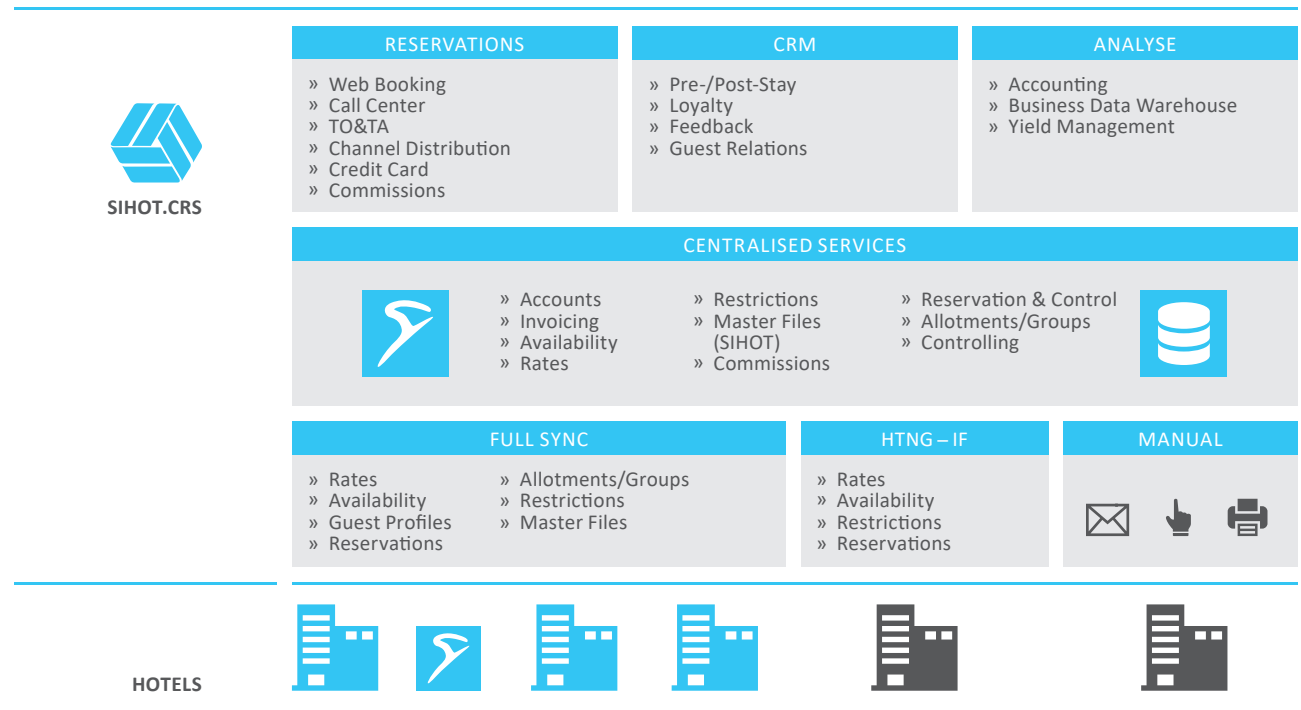 RESERVATIONS
» Web Booking
» Call Center
» TO&TA
» Channel Distribution
» Credit Card
» Commissions
CRM
» Pre-/Post-Stay
» Loyalty
» Feedback
» Guest Relations
ANALYSE
» Accounting
» Business Data Warehouse
» Yield Management
SIHOT.CRS
CENTRALISED SERVICES
» Accounts
» Invoicing
» Availability
» Rates
» Restrictions
» Master Files
(SIHOT)
» Commissions
» Reservation & Control
» Allotments/Groups
» Controlling
FULL SYNC
» Rates
» Availability
» Guest Profiles
» Reservations
» Allotments/Groups
» Restrictions
» Master Files
HTNG – IF
» Rates
» Availability
» Restrictions
» Reservations
MANUAL
HOTELS